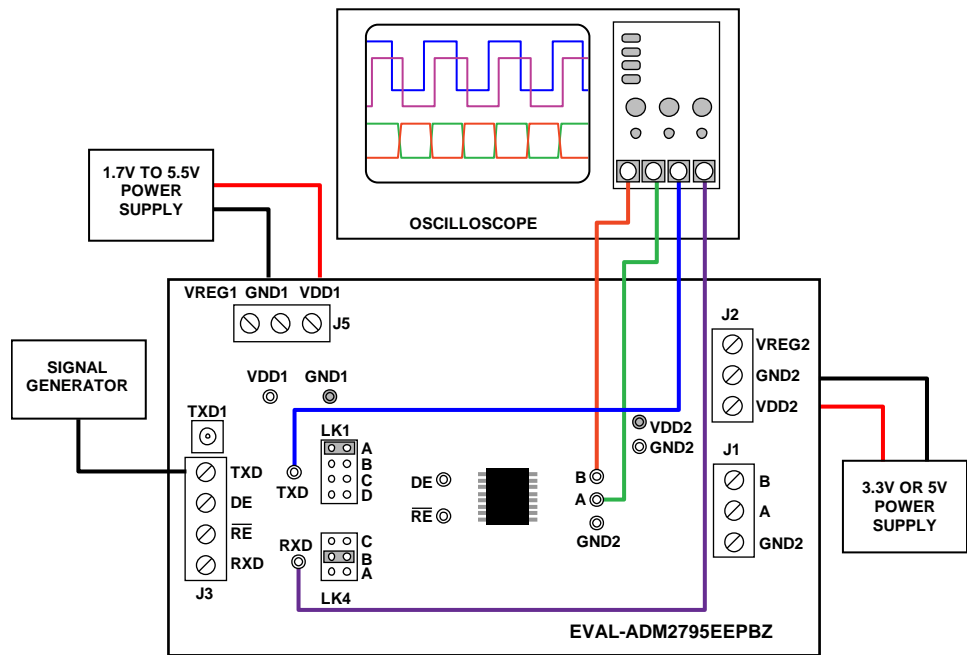 OSCILLOSCOPE
1.7V TO 5.5V
POWER
SUPPLY
VREG1 GND1 VDD1
J5
SIGNAL
GENERATOR
VDD1 GND1
TXD1
TXD
DE
RE
RXD
J3
TXD
LK1
A
B
C
D
RXD
C
B
A
LK4
DE
RE
B
A
GND2
VDD2
GND2
J2
VREG2
GND2
VDD2
J1
B
A
GND2
3.3V OR 5V
POWER
SUPPLY
EVAL-ADM2795EEPBZ